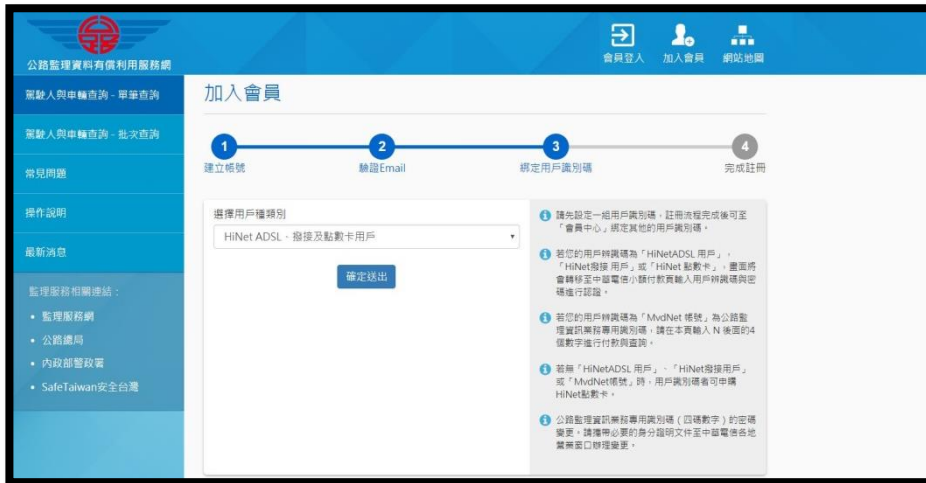 會員登入
加入會員
網站地圖
公路監理資料有償利用服務網
駕駛人與車輛查詢 - 單筆查詢
駕駛人與車輛查詢 - 批次查詢
常見問題
操作說明
最新消息
監理服務相關連結：
• 監理服務網
• 公路總局
• 內政部警政署
• SafeTaiwan安全台灣
加入會員
1
2
3
4
建立帳號
驗證Email
綁定用戶識別碼
完成註冊
選擇用戶種類別
HiNet ADSL、撥接及點數卡用戶
確定送出
請先設定一組用戶識別碼，註冊流程完成後可至
「會員中心」綁定其他的用戶識別碼。
若您的用戶辨識碼為「HiNetADSL 用戶」，
「HiNet撥接 用戶」或「HiNet 點數卡」，畫面將
會轉移至中華電信小額付款頁輸入用戶辨識碼與密
碼進行認證。
若您的用戶辨識碼為「MvdNet 帳號」為公路監
理資訊業務專用識別碼，請在本頁輸入 N 後面的4
個數字進行付款與查詢。
若無「HiNetADSL 用戶」、「HiNet撥接用戶」
或「MvdNet帳號」時，用戶識別碼者可申購
HiNet點數卡。
公路監理資訊業務專用識別碼（四碼數字）的密碼
變更，請攜帶必要的身分證明文件至中華電信各地
營業窗口辦理變更。